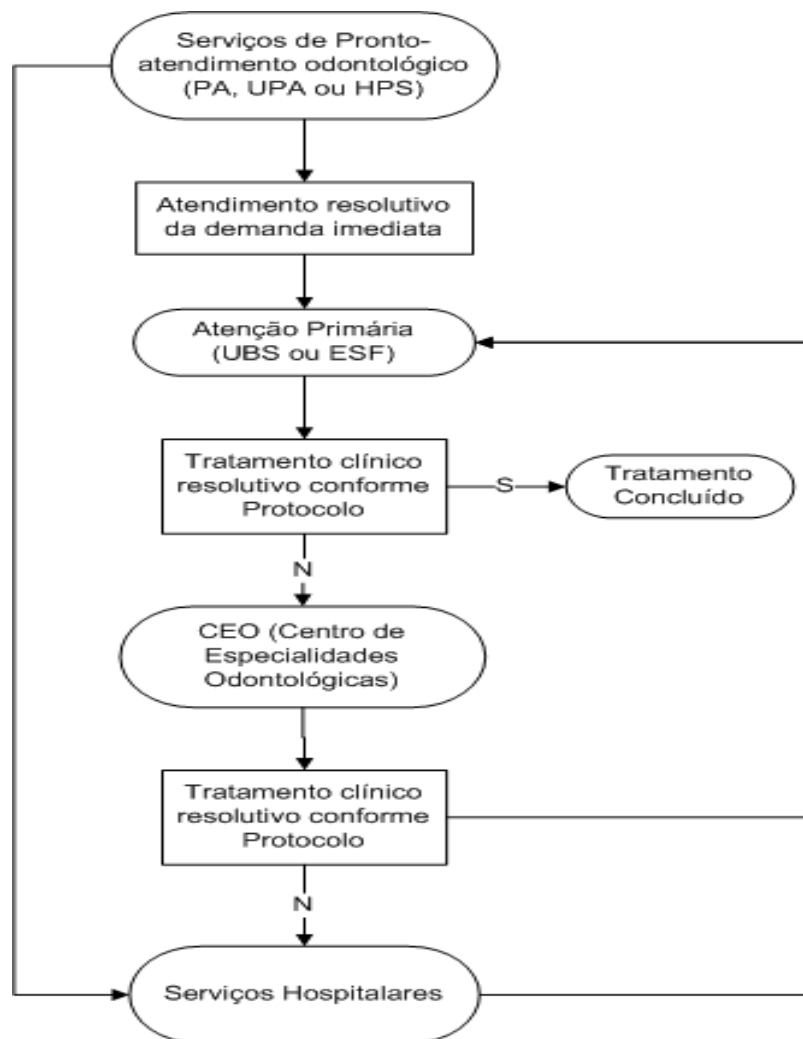 Serviços de Pronto-
atendimento odontológico
(PA, UPA ou HPS)
Atendimento resolutivo
da demanda imediata
Atenção Primária
(UBS ou ESF)
Tratamento clínico
resolutivo conforme
Protocolo
S
Tratamento
Concluído
N
CEO (Centro de
Especialidades
Odontológicas)
Tratamento clínico
resolutivo conforme
Protocolo
N
Serviços Hospitalares